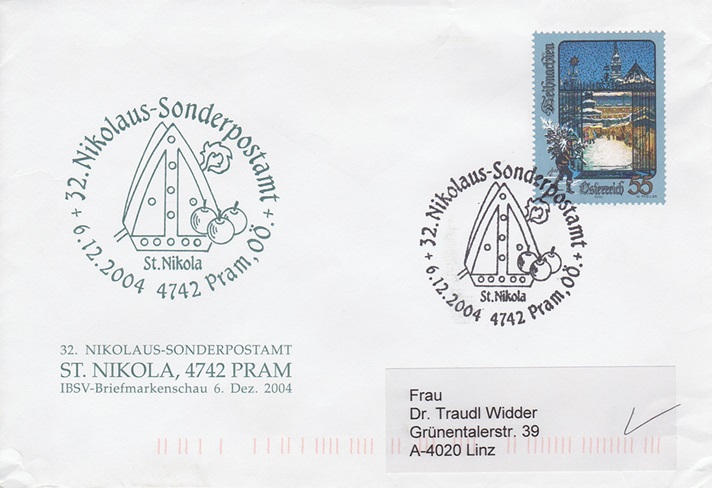 32. Nikolaus-Sonderpostamt
St. Nikola
+ 6.12.2004 4742 Pram, OÖ. +
Weihnachten
Österreich 55
32. Nikolaus-Sonderpostamt
St. Nikola
+ 6.12.2004 4742 Pram, OÖ. +
32. NIKOLAUS-SONDERPOSTAMT
ST. NIKOLA, 4742 PRAM
IBSV-Briefmarkenschau 6. Dez. 2004
Frau
Dr. Traudl Widder
Grünentalerstr. 39
A-4020 Linz